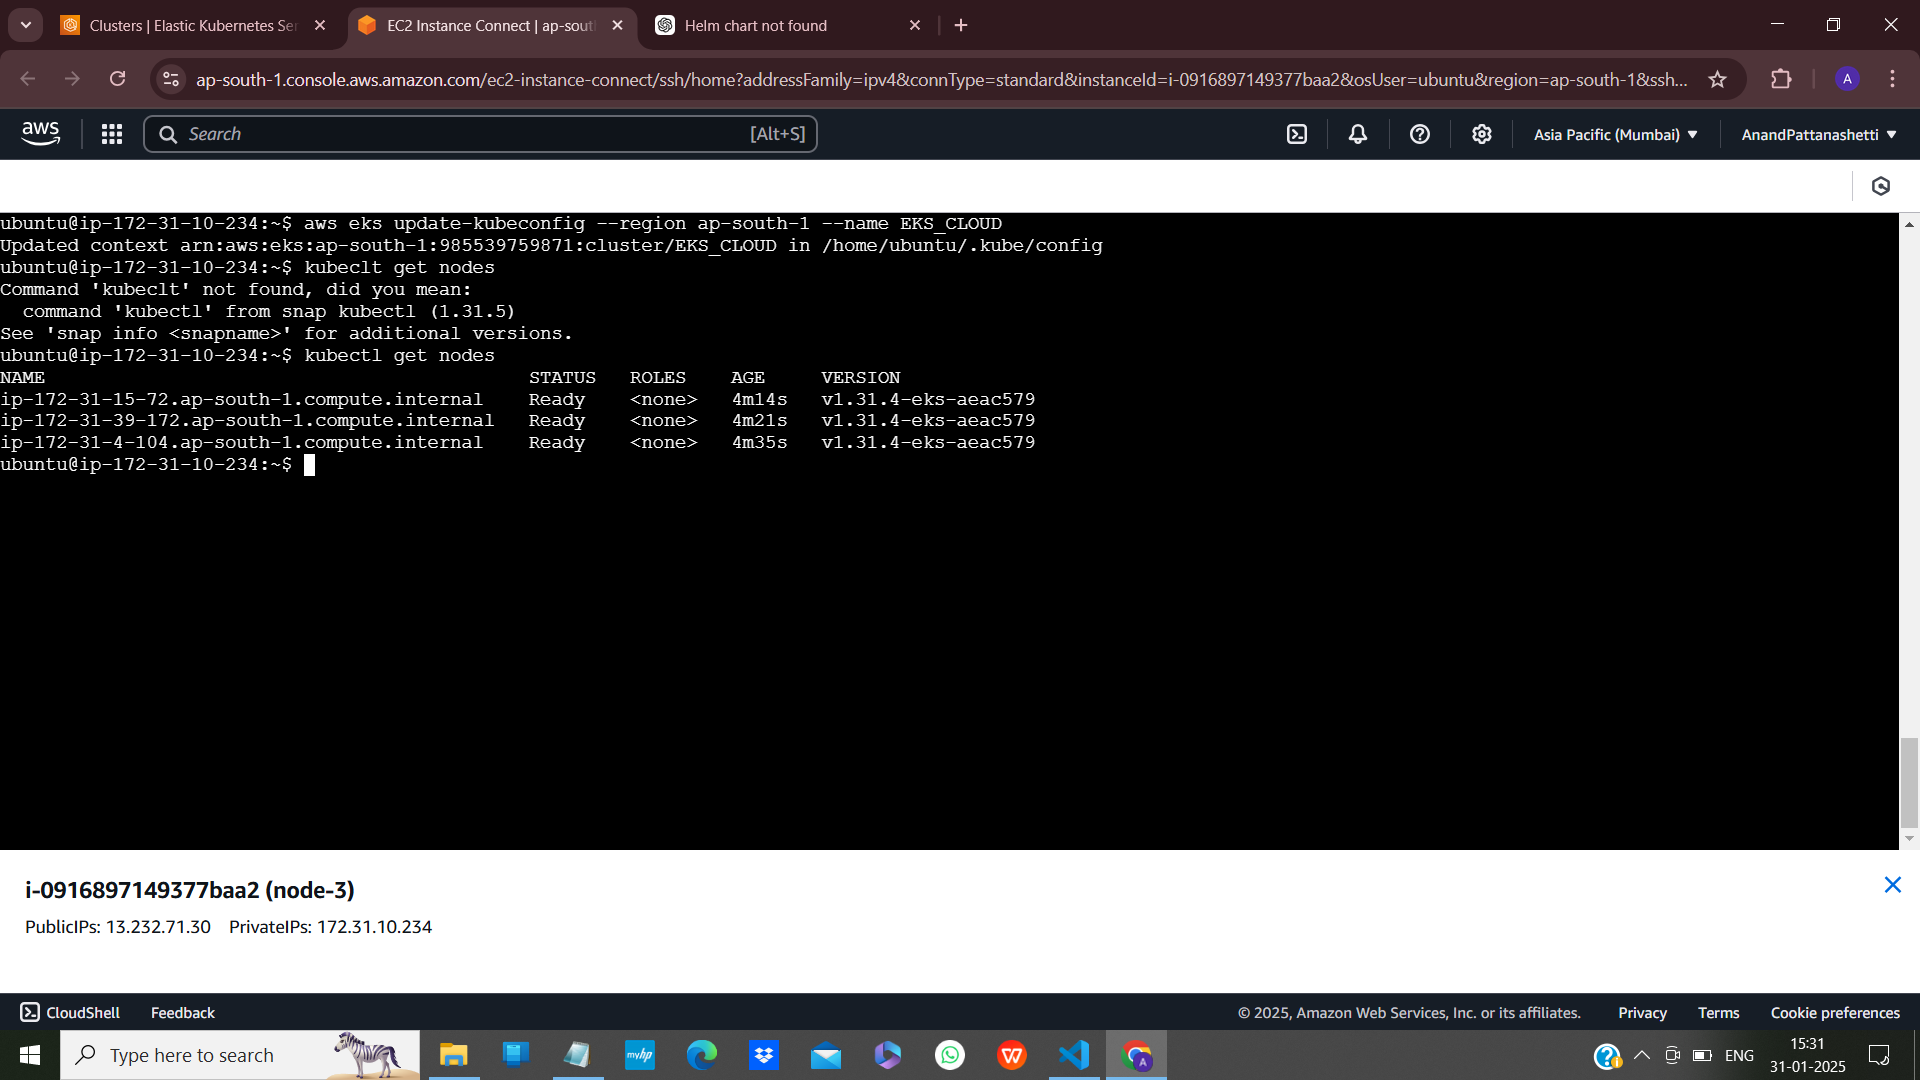 Clusters | Elastic Kubernetes Ser
EC2 Instance Connect | ap-sout
Helm chart not found
ap-south-1.console.aws.amazon.com/ec2-instance-connect/ssh/home?addressFamily=ipv4&connType=standard&instanceId=i-0916897149377baa2&osUser=ubuntu&region=ap-south-1&ssh...
A
aws
Search
[Alt+S]
Asia Pacific (Mumbai)
AnandPattanashetti
ubuntu@ip-172-31-10-234:~$ aws eks update-kubeconfig --region ap-south-1 --name EKS_CLOUD
Updated context arn:aws:eks:ap-south-1:985539759871:cluster/EKS_CLOUD in /home/ubuntu/.kube/config
ubuntu@ip-172-31-10-234:~$ kubeclt get nodes
Command 'kubeclt' not found, did you mean:
command 'kubectl' from snap kubectl (1.31.5)
See 'snap info <snapname>' for additional versions.
ubuntu@ip-172-31-10-234:~$ kubectl get nodes
NAME STATUS ROLES AGE VERSION
ip-172-31-15-72.ap-south-1.compute.internal Ready <none> 4m14s v1.31.4-eks-aeac579
ip-172-31-39-172.ap-south-1.compute.internal Ready <none> 4m21s v1.31.4-eks-aeac579
ip-172-31-4-104.ap-south-1.compute.internal Ready <none> 4m35s v1.31.4-eks-aeac579
ubuntu@ip-172-31-10-234:~$
i-0916897149377baa2 (node-3)
PublicIPs: 13.232.71.30 PrivateIPs: 172.31.10.234
CloudShell Feedback
© 2025, Amazon Web Services, Inc. or its affiliates. Privacy Terms Cookie preferences
Type here to search
myhp
W
A
ENG
15:31
31-01-2025